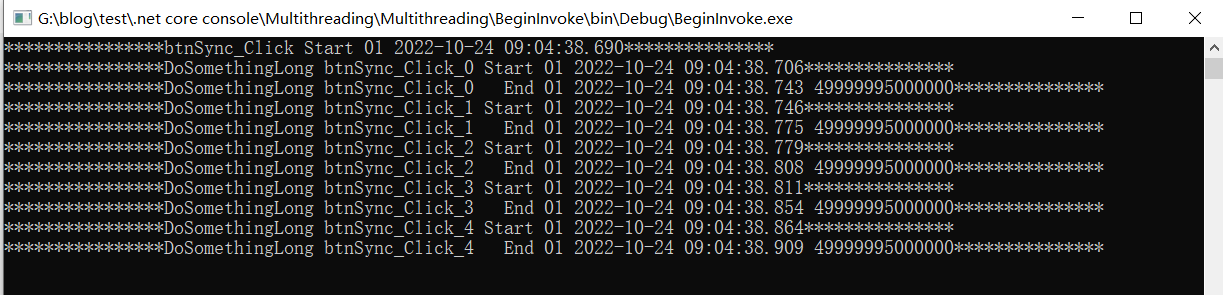 G:\blog\test\.net core console\Multithreading\Multithreading\BeginInvoke\bin\Debug\BeginInvoke.exe
****************btnSync_Click Start 01 2022-10-24 09:04:38.690***************
****************DoSomethingLong btnSync_Click_0 Start 01 2022-10-24 09:04:38.706***************
****************DoSomethingLong btnSync_Click_0   End 01 2022-10-24 09:04:38.743 49999995000000***************
****************DoSomethingLong btnSync_Click_1 Start 01 2022-10-24 09:04:38.746***************
****************DoSomethingLong btnSync_Click_1   End 01 2022-10-24 09:04:38.775 49999995000000***************
****************DoSomethingLong btnSync_Click_2 Start 01 2022-10-24 09:04:38.779***************
****************DoSomethingLong btnSync_Click_2   End 01 2022-10-24 09:04:38.808 49999995000000***************
****************DoSomethingLong btnSync_Click_3 Start 01 2022-10-24 09:04:38.811***************
****************DoSomethingLong btnSync_Click_3   End 01 2022-10-24 09:04:38.854 49999995000000***************
****************DoSomethingLong btnSync_Click_4 Start 01 2022-10-24 09:04:38.864***************
****************DoSomethingLong btnSync_Click_4   End 01 2022-10-24 09:04:38.909 49999995000000***************